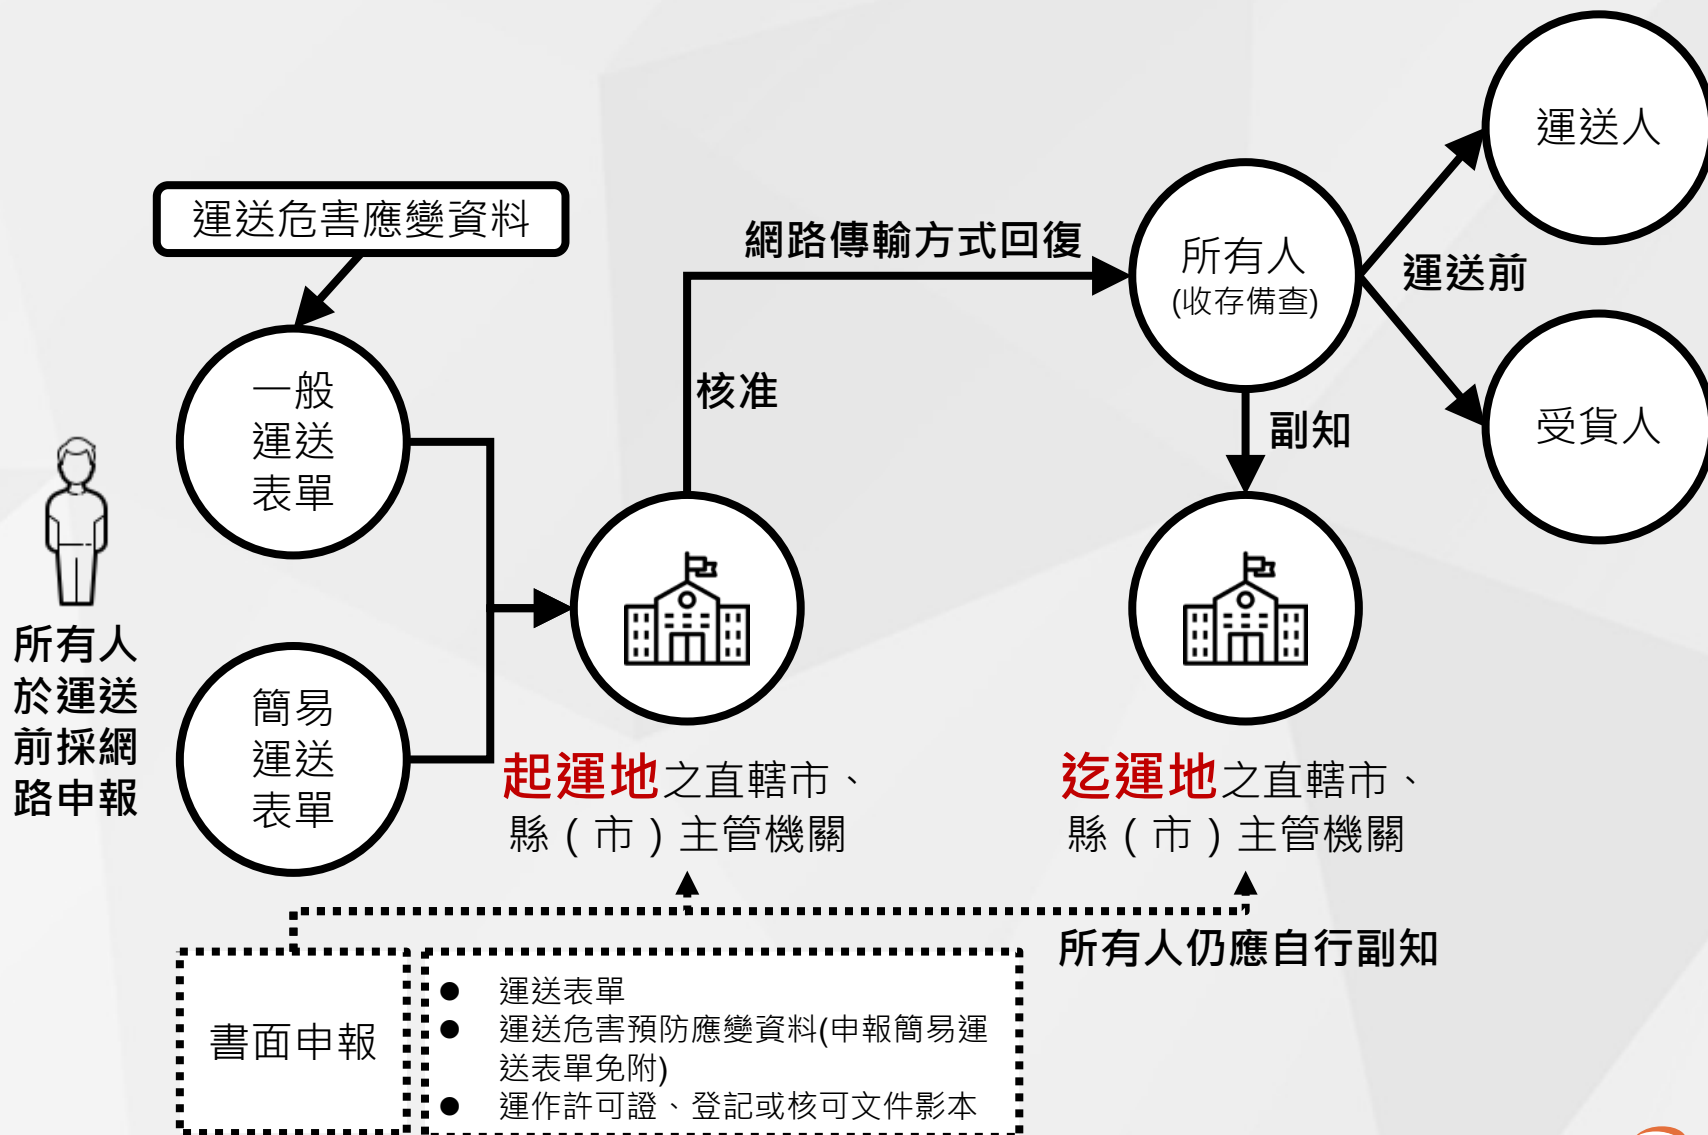 運送人
運送危害應變資料
網路傳輸方式回復
所有人
(收存備查)
運送前
核准
一般
運送
表單
副知
受貨人
所有人
於運送
前採網
路申報
簡易
運送
表單
起運地之直轄市、
縣（市）主管機關
迄運地之直轄市、
縣（市）主管機關
所有人仍應自行副知
書面申報
● 運送表單
● 運送危害預防應變資料(申報簡易運
送表單免附)
● 運作許可證、登記或核可文件影本